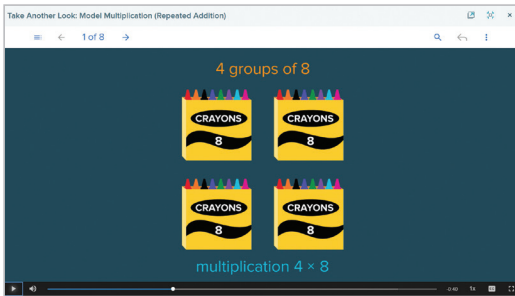 Take Another Look: Model Multiplication (Repeated Addition)
1 of 8
4 groups of 8
CRAYONS
8
CRAYONS
8
CRAYONS
8
CRAYONS
8
multiplication 4 × 8
0:40 1x